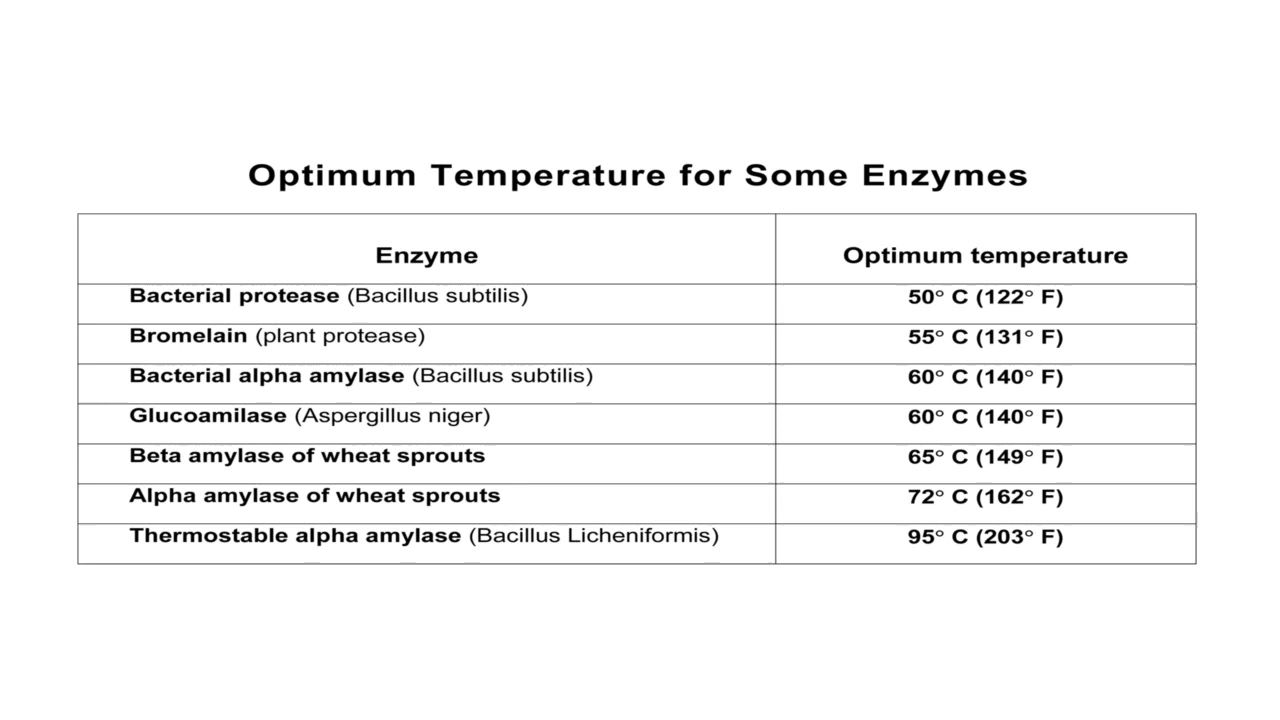 Optimum Temperature for Some Enzymes
Enzyme Optimum temperature
Bacterial protease (Bacillus subtilis) 50° C (122° F)
Bromelain (plant protease) 55° C (131° F)
Bacterial alpha amylase (Bacillus subtilis) 60° C (140° F)
Glucoamilase (Aspergillus niger) 60° C (140° F)
Beta amylase of wheat sprouts 65° C (149° F)
Alpha amylase of wheat sprouts 72° C (162° F)
Thermostable alpha amylase (Bacillus Licheniformis) 95° C (203° F)